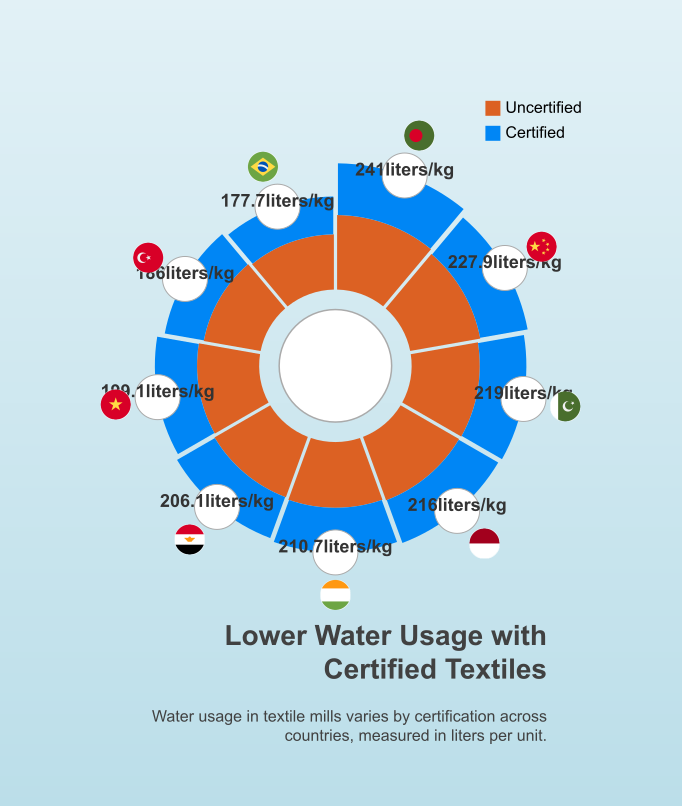 Uncertified
Certified
241liters/kg
177.7liters/kg
227.9liters/kg
186liters/kg
219liters/kg
199.1liters/kg
206.1liters/kg
216liters/kg
210.7liters/kg
Lower Water Usage with
Certified Textiles
Water usage in textile mills varies by certification across
countries, measured in liters per unit.